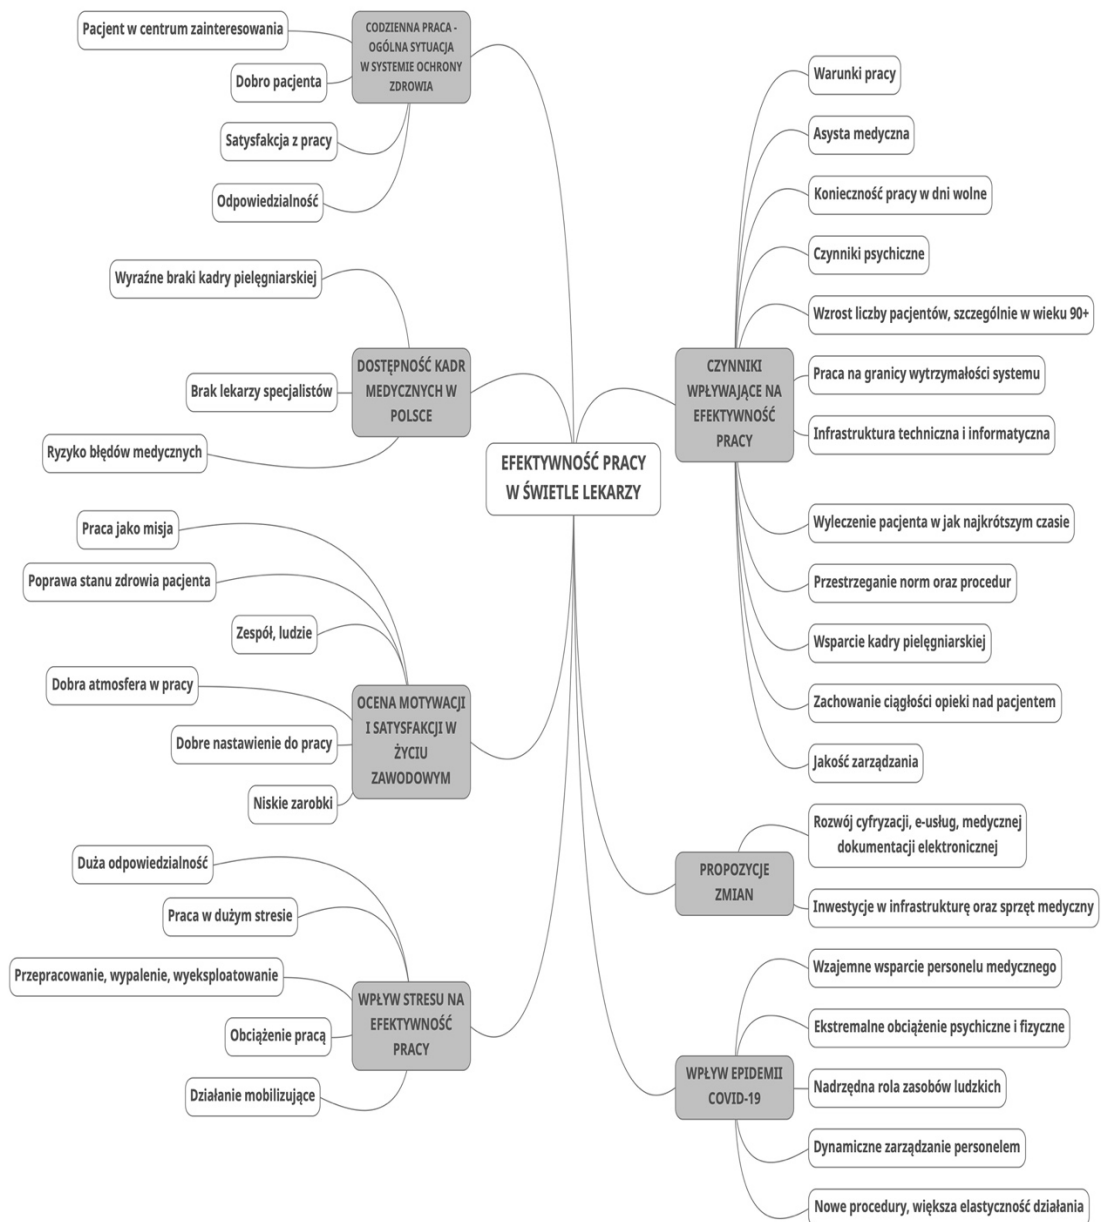 CODZIENNA PRACA -
OGÓLNA SYTUACJA
W SYSTEMIE OCHRONY
ZDROWIA
Pacjent w centrum zainteresowania
Dobro pacjenta
Satysfakcja z pracy
Odpowiedzialność
DOSTĘPNOŚĆ KADR
MEDYCZNYCH W
POLSCE
Wyraźne braki kadry pielęgniarskiej
Brak lekarzy specjalistów
Ryzyko błędów medycznych
OCENA MOTYWACJI
I SATYSFAKCJI W
ŻYCIU
ZAWODOWYM
Praca jako misja
Poprawa stanu zdrowia pacjenta
Zespół, ludzie
Dobra atmosfera w pracy
Dobre nastawienie do pracy
Niskie zarobki
WPŁYW STRESU NA
EFEKTYWNOŚĆ
PRACY
Duża odpowiedzialność
Praca w dużym stresie
Przepracowanie, wypalenie, wyeksploatowanie
Obciążenie pracą
Działanie mobilizujące
EFEKTYWNOŚĆ PRACY
W ŚWIETLE LEKARZY
CZYNNIKI
WPŁYWAJĄCE NA
EFEKTYWNOŚĆ
PRACY
Warunki pracy
Asysta medyczna
Konieczność pracy w dni wolne
Czynniki psychiczne
Wzrost liczby pacjentów, szczególnie w wieku 90+
Praca na granicy wytrzymałości systemu
Infrastruktura techniczna i informatyczna
Wyleczenie pacjenta w jak najkrótszym czasie
Przestrzeganie norm oraz procedur
Wsparcie kadry pielęgniarskiej
Zachowanie ciągłości opieki nad pacjentem
Jakość zarządzania
PROPOZYCJE
ZMIAN
Rozwój cyfryzacji, e-usług, medycznej
dokumentacji elektronicznej
Inwestycje w infrastrukturę oraz sprzęt medyczny
WPŁYW EPIDEMII
COVID-19
Wzajemne wsparcie personelu medycznego
Ekstremalne obciążenie psychiczne i fizyczne
Nadrzędna rola zasobów ludzkich
Dynamiczne zarządzanie personelem
Nowe procedury, większa elastyczność działania